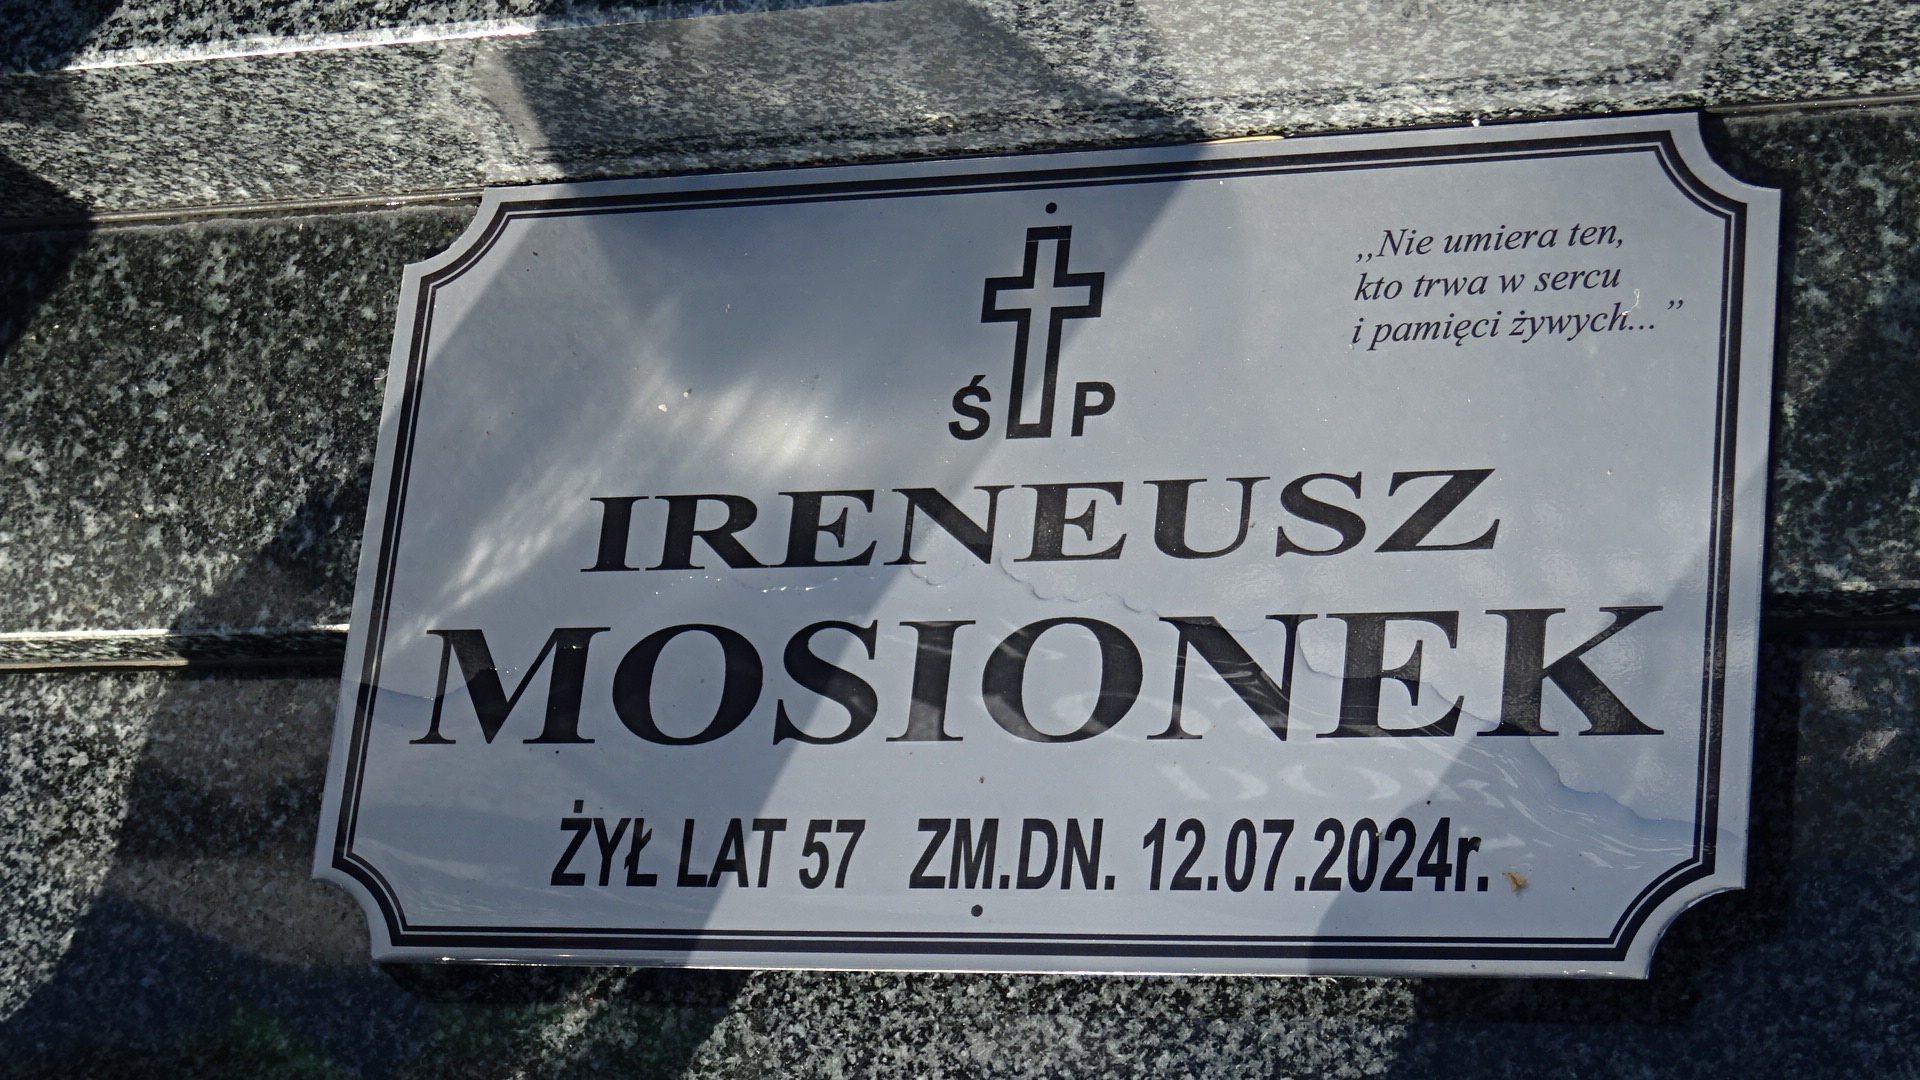 „Nie umiera ten,
kto trwa w sercu
i pamięci żywych... ”
Ś P
IRENEUSZ
MOSIONEK
ŻYŁ LAT 57 ZM.DN. 12.07.2024r.